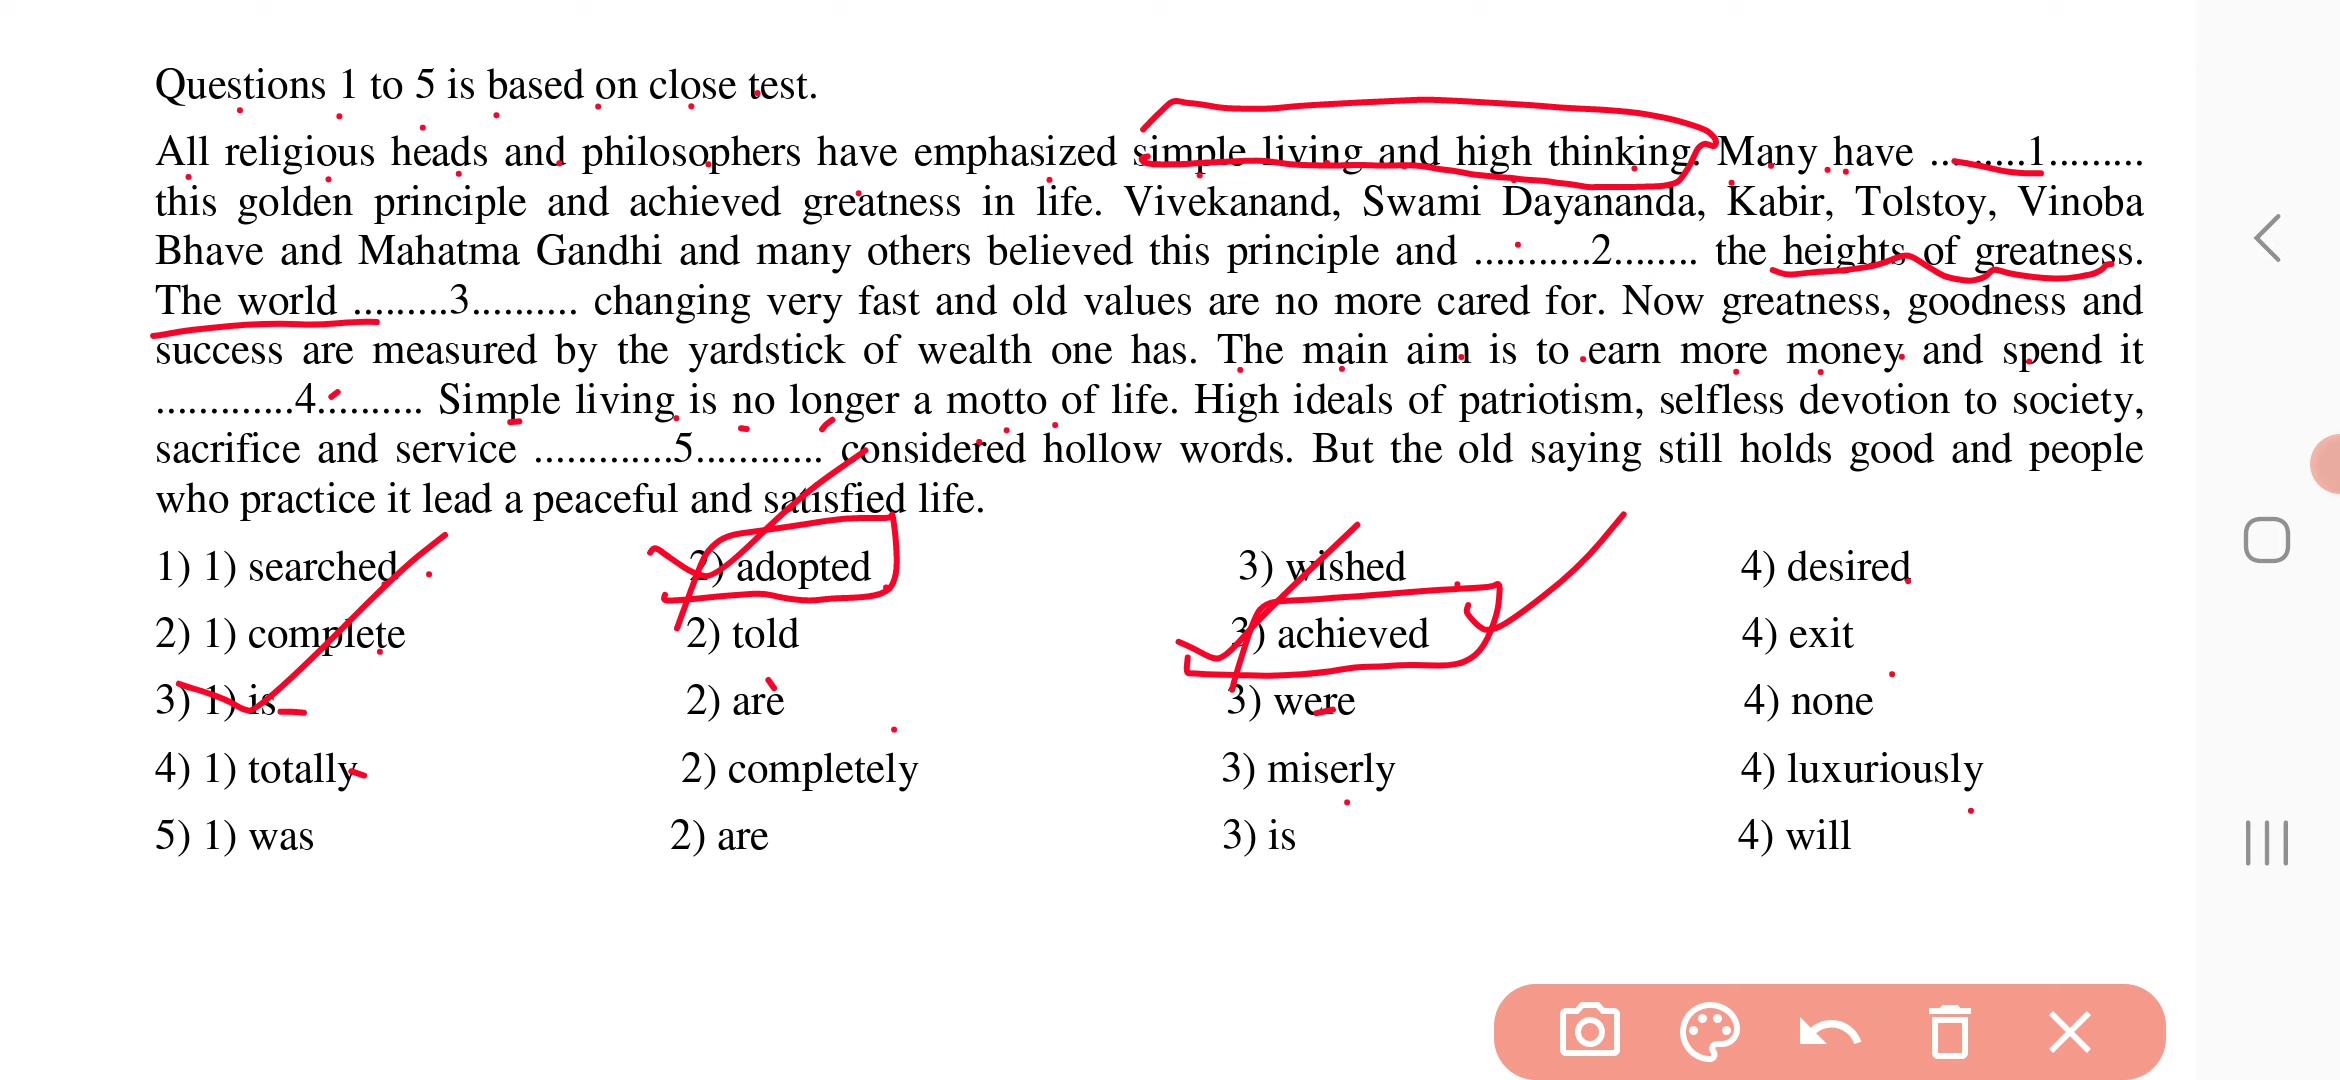 Questions 1 to 5 is based on close test.
All religious heads and philosophers have emphasized simple living and high thinking. Many have .........1.........
this golden principle and achieved greatness in life. Vivekanand, Swami Dayananda, Kabir, Tolstoy, Vinoba
Bhave and Mahatma Gandhi and many others believed this principle and ...........2........ the heights of greatness.
The world .........3.......... changing very fast and old values are no more cared for. Now greatness, goodness and
success are measured by the yardstick of wealth one has. The main aim is to earn more money and spend it
.............4.......... Simple living is no longer a motto of life. High ideals of patriotism, selfless devotion to society,
sacrifice and service .............5............ considered hollow words. But the old saying still holds good and people
who practice it lead a peaceful and satisfied life.
1) 1) searched 2) adopted 3) wished 4) desired
2) 1) complete 2) told 3) achieved 4) exit
3) 1) is 2) are 3) were 4) none
4) 1) totally 2) completely 3) miserly 4) luxuriously
5) 1) was 2) are 3) is 4) will